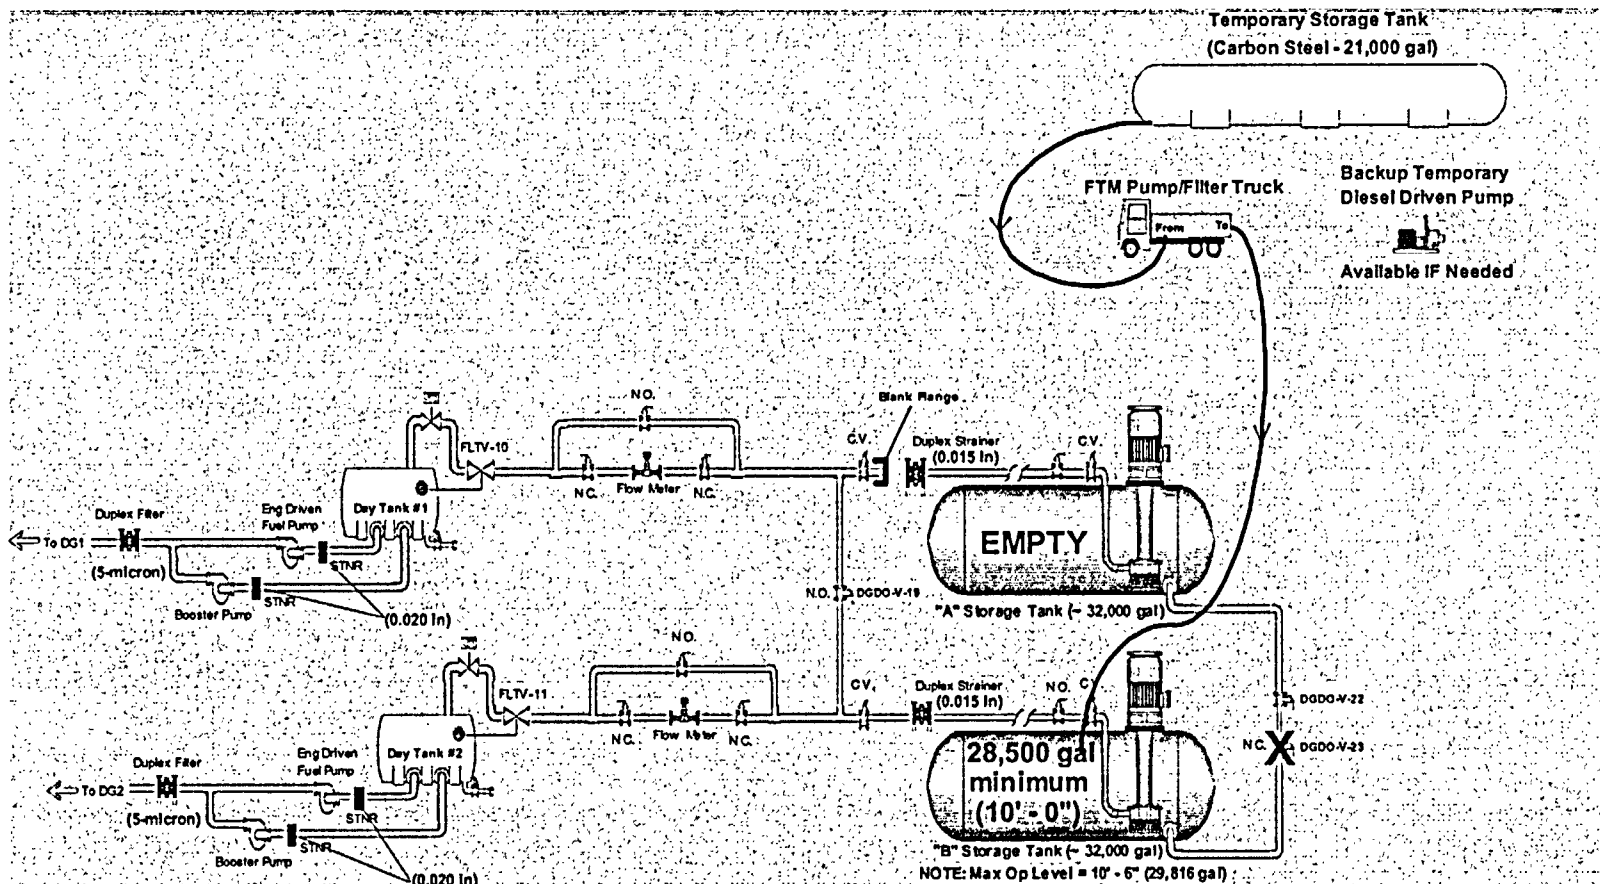 Temporary Storage Tank
(Carbon Steel - 21,000 gal)
FTM Pump/Filter Truck
From
To
Backup Temporary
Diesel Driven Pump
Available IF Needed
N.O.
Blank Flange
FLTV-10
C.V.
Duplex Strainer
(0.015 in)
C.V.
N.C.
Flow Meter
N.C.
Day Tank #1
Duplex Filter
Eng Driven
Fuel Pump
To DG1
(5-micron)
STNR
Booster Pump
STNR
(0.020 in)
EMPTY
N.O.
DGDO-V-19
"A" Storage Tank (~ 32,000 gal)
N.O.
FLTV-11
C.V.
Duplex Strainer
(0.015 in)
N.O.
C
DGDO-V-22
N.C.
Flow Meter
N.C.
Day Tank #2
Eng Driven
Fuel Pump
Duplex Filter
To DG2
(5-micron)
STNR
Booster Pump
STNR
(0.020 in)
28,500 gal
minimum
(10' - 0")
N.C.
DGDO-V-23
"B" Storage Tank (~ 32,000 gal)
NOTE: Max Op Level = 10' - 6" (29,816 gal)